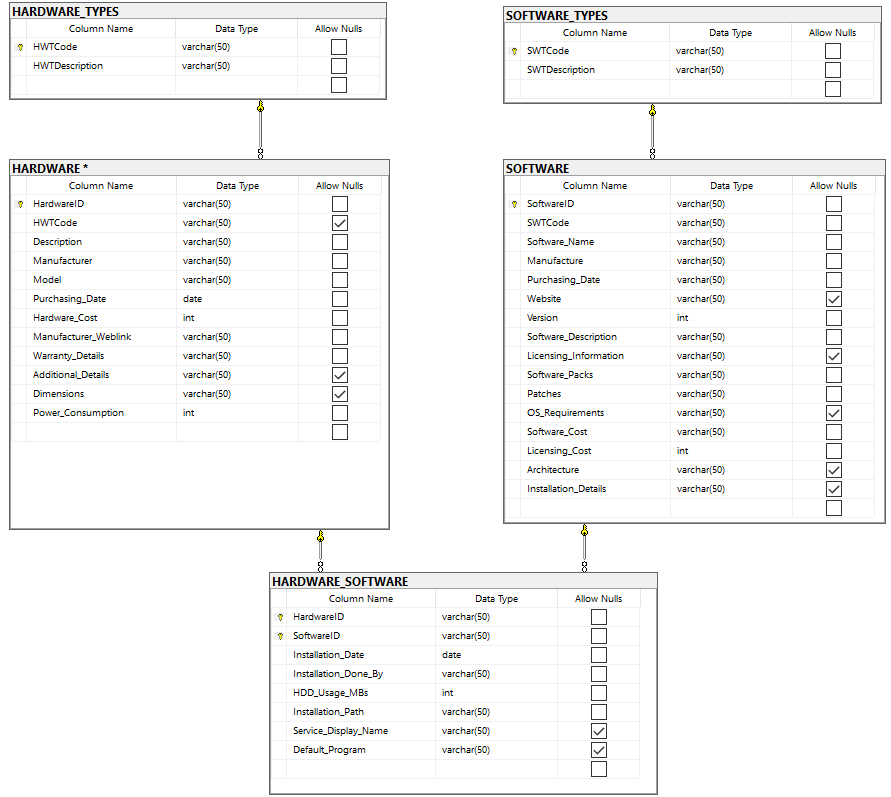 HARDWARE_TYPES
Column Name Data Type Allow Nulls
HWTCode varchar(50)
HWTDescription varchar(50)
SOFTWARE_TYPES
Column Name Data Type Allow Nulls
SWTCode varchar(50)
SWTDescription varchar(50)
HARDWARE *
Column Name Data Type Allow Nulls
HardwareID varchar(50)
HWTCode varchar(50)
Description varchar(50)
Manufacturer varchar(50)
Model varchar(50)
Purchasing_Date date
Hardware_Cost int
Manufacturer_Weblink varchar(50)
Warranty_Details varchar(50)
Additional_Details varchar(50)
Dimensions varchar(50)
Power_Consumption int
SOFTWARE
Column Name Data Type Allow Nulls
SoftwareID varchar(50)
SWTCode varchar(50)
Software_Name varchar(50)
Manufacture varchar(50)
Purchasing_Date varchar(50)
Website varchar(50)
Version int
Software_Description varchar(50)
Licensing_Information varchar(50)
Software_Packs varchar(50)
Patches varchar(50)
OS_Requirements varchar(50)
Software_Cost varchar(50)
Licensing_Cost int
Architecture varchar(50)
Installation_Details varchar(50)
HARDWARE_SOFTWARE
Column Name Data Type Allow Nulls
HardwareID varchar(50)
SoftwareID varchar(50)
Installation_Date date
Installation_Done_By varchar(50)
HDD_Usage_MBs int
Installation_Path varchar(50)
Service_Display_Name varchar(50)
Default_Program varchar(50)